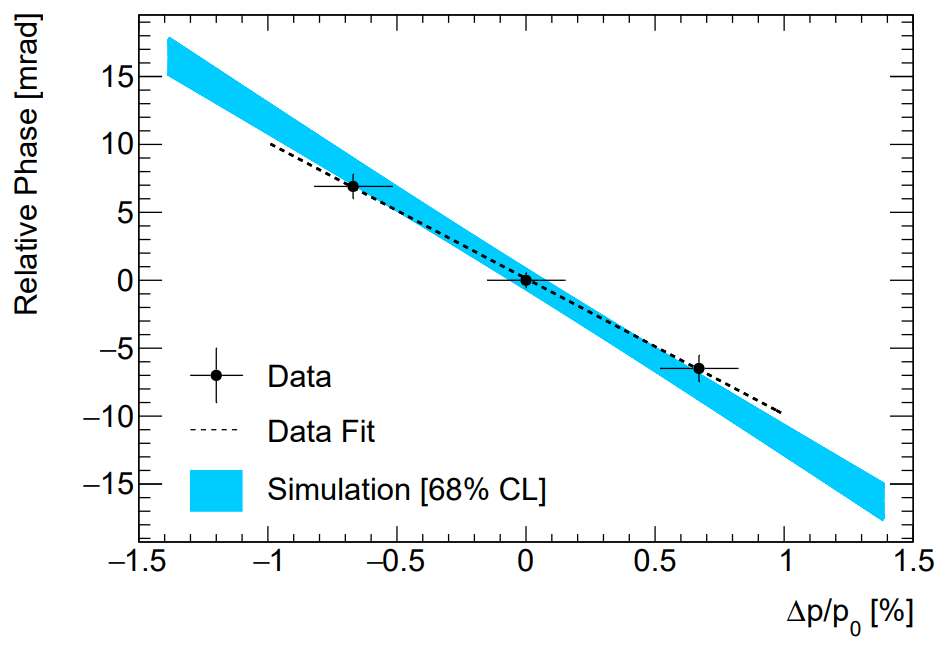 Relative Phase [mrad]
15
10
5
0
−5
−10
−15
Data
Data Fit
Simulation [68% CL]
−1.5 −1 −0.5 0 0.5 1 1.5
Δp/p0 [%]